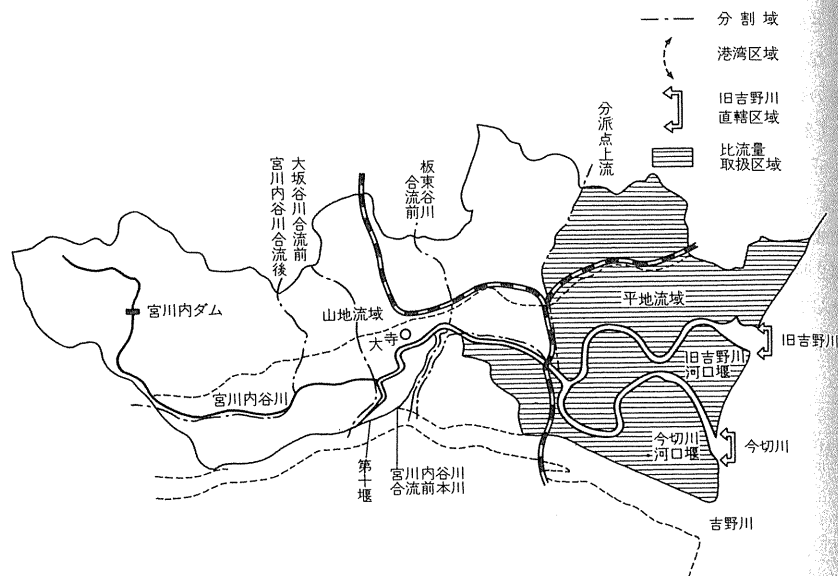 分割域
港湾区域
旧吉野川
直轄区域
比流量
取扱区域
分派点上流
板東谷川
合流前
大坂谷川合流前
宮川内谷川合流後
宮川内ダム
山地流域
大寺
平地流域
旧吉野川
旧吉野川
河口堰
宮川内谷川
今切川
河口堰
今切川
第十堰
宮川内谷川
合流前本川
吉野川